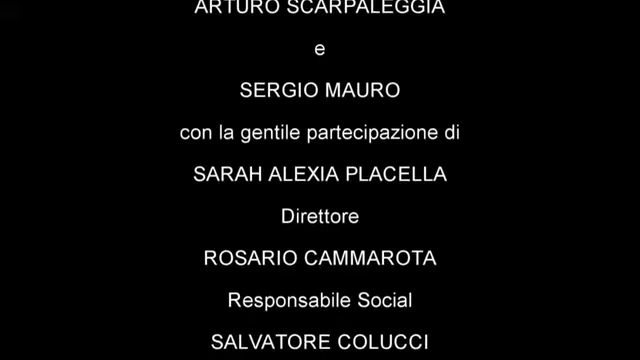 ARTURO SCARPALEGGIA
e
SERGIO MAURO
con la gentile partecipazione di
SARAH ALEXIA PLACELLA
Direttore
ROSARIO CAMMAROTA
Responsabile Social
SALVATORE COLUCCI